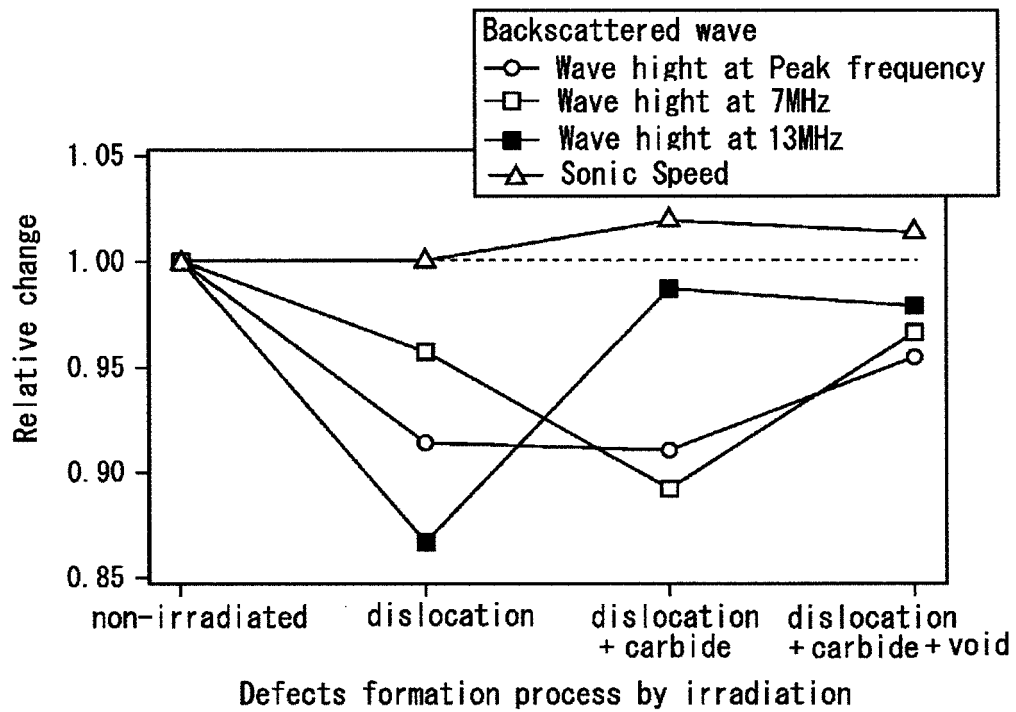 Backscattered wave
Wave hight at Peak frequency
Wave hight at 7MHz
Wave hight at 13MHz
Sonic Speed
1.05
1.00
0.95
0.90
0.85
Relative change
non-irradiated
dislocation
dislocation
+ carbide
dislocation
+ carbide + void
Defects formation process by irradiation